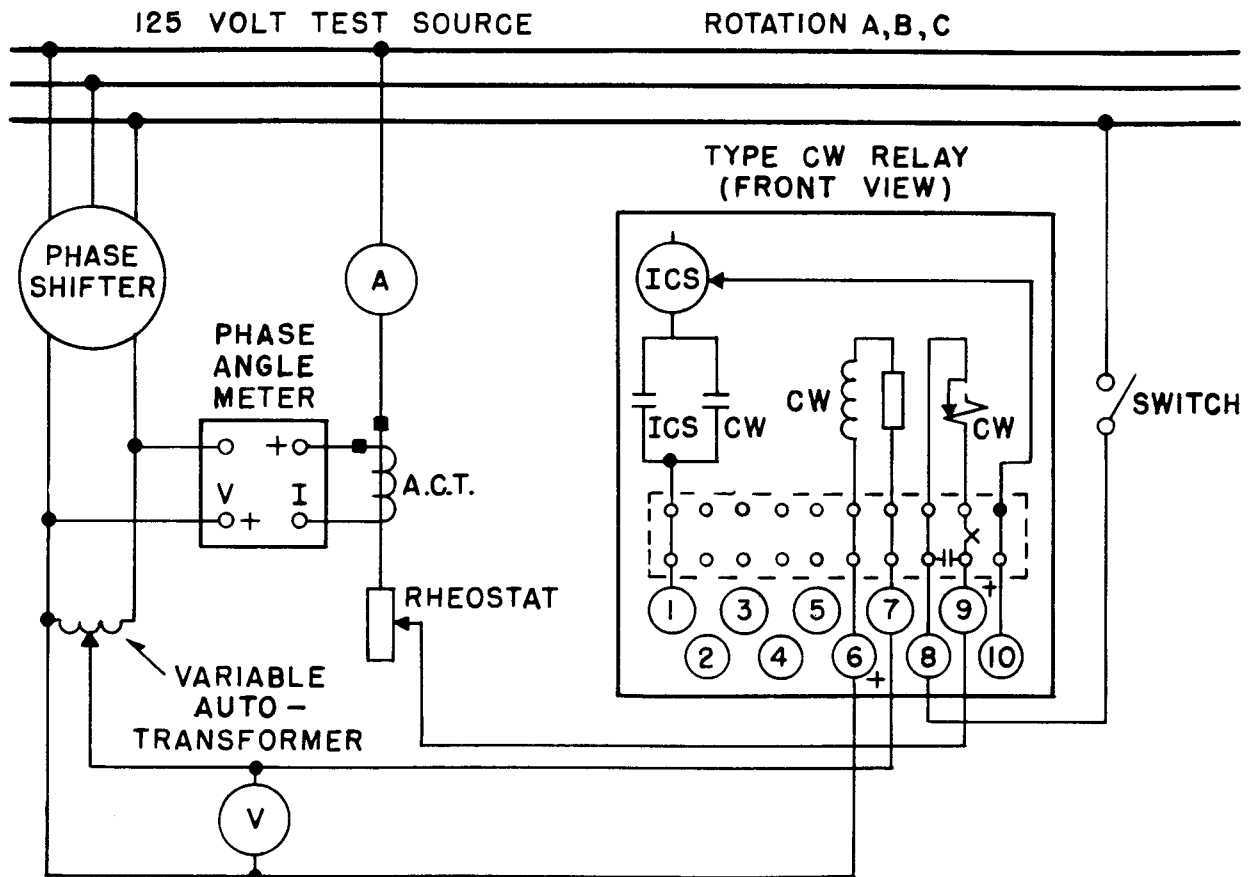 125 VOLT TEST SOURCE
ROTATION A,B,C
TYPE CW RELAY
(FRONT VIEW)
PHASE
SHIFTER
A
ICS
PHASE
ANGLE
METER
ICS
CW
CW
CW
SWITCH
+
V
I
+
A.C.T.
RHEOSTAT
+
1
3
5
7
9
2
4
6
+
8
10
VARIABLE
AUTO-
TRANSFORMER
V